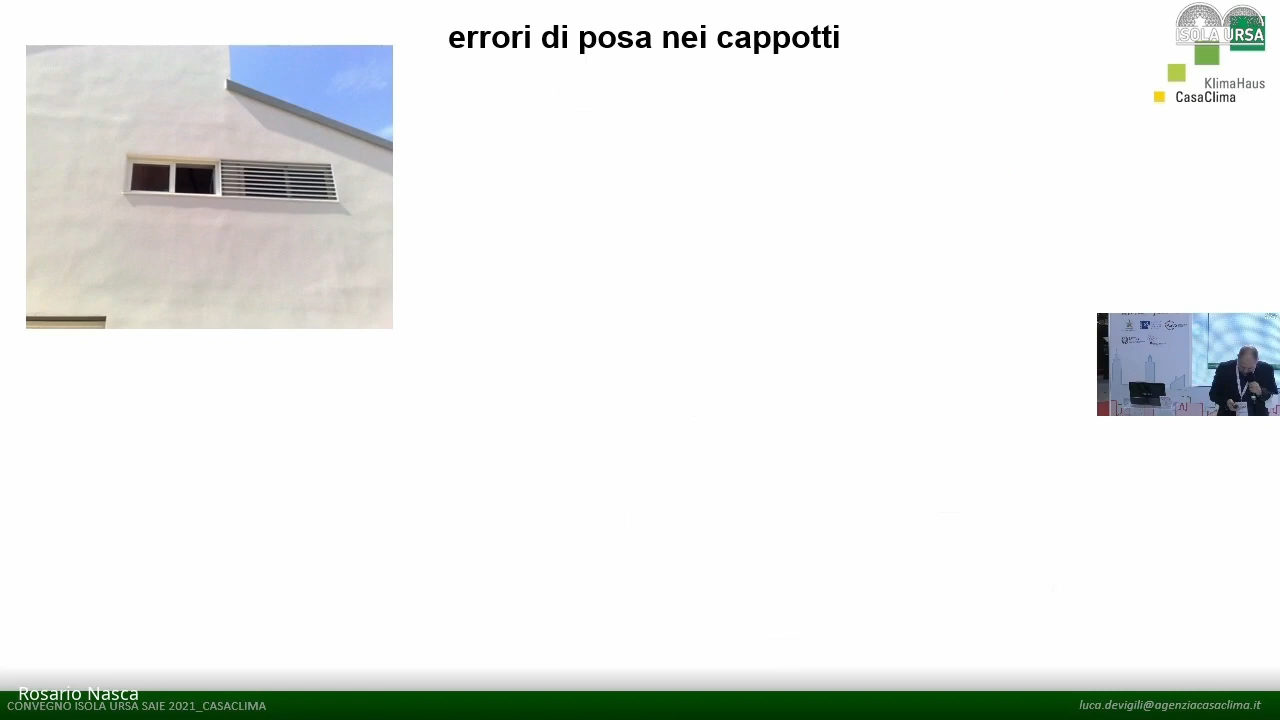 errori di posa nei cappotti
ISOLA URSA
KlimaHaus
CasaClima
Rosario Nasca
CONVEGNO ISOLA URSA SAIE 2021_CASACLIMA
luca.devigili@agenziacasaclima.it